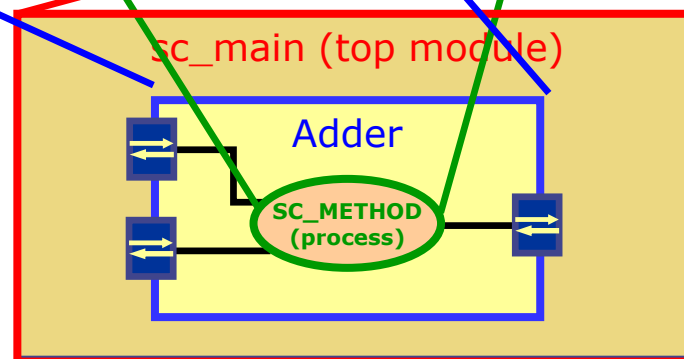 sc_main (top module)
Adder
SC_METHOD
(process)